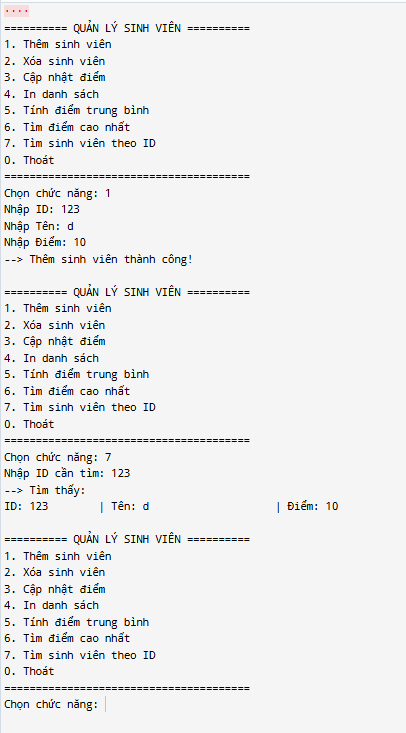 ....
========== QUẢN LÝ SINH VIÊN ==========
1. Thêm sinh viên
2. Xóa sinh viên
3. Cập nhật điểm
4. In danh sách
5. Tính điểm trung bình
6. Tìm điểm cao nhất
7. Tìm sinh viên theo ID
0. Thoát
=======================================
Chọn chức năng: 1
Nhập ID: 123
Nhập Tên: d
Nhập Điểm: 10
--> Thêm sinh viên thành công!
========== QUẢN LÝ SINH VIÊN ==========
1. Thêm sinh viên
2. Xóa sinh viên
3. Cập nhật điểm
4. In danh sách
5. Tính điểm trung bình
6. Tìm điểm cao nhất
7. Tìm sinh viên theo ID
0. Thoát
=======================================
Chọn chức năng: 7
Nhập ID cần tìm: 123
--> Tìm thấy:
ID: 123        | Tên: d                    | Điểm: 10
========== QUẢN LÝ SINH VIÊN ==========
1. Thêm sinh viên
2. Xóa sinh viên
3. Cập nhật điểm
4. In danh sách
5. Tính điểm trung bình
6. Tìm điểm cao nhất
7. Tìm sinh viên theo ID
0. Thoát
=======================================
Chọn chức năng: